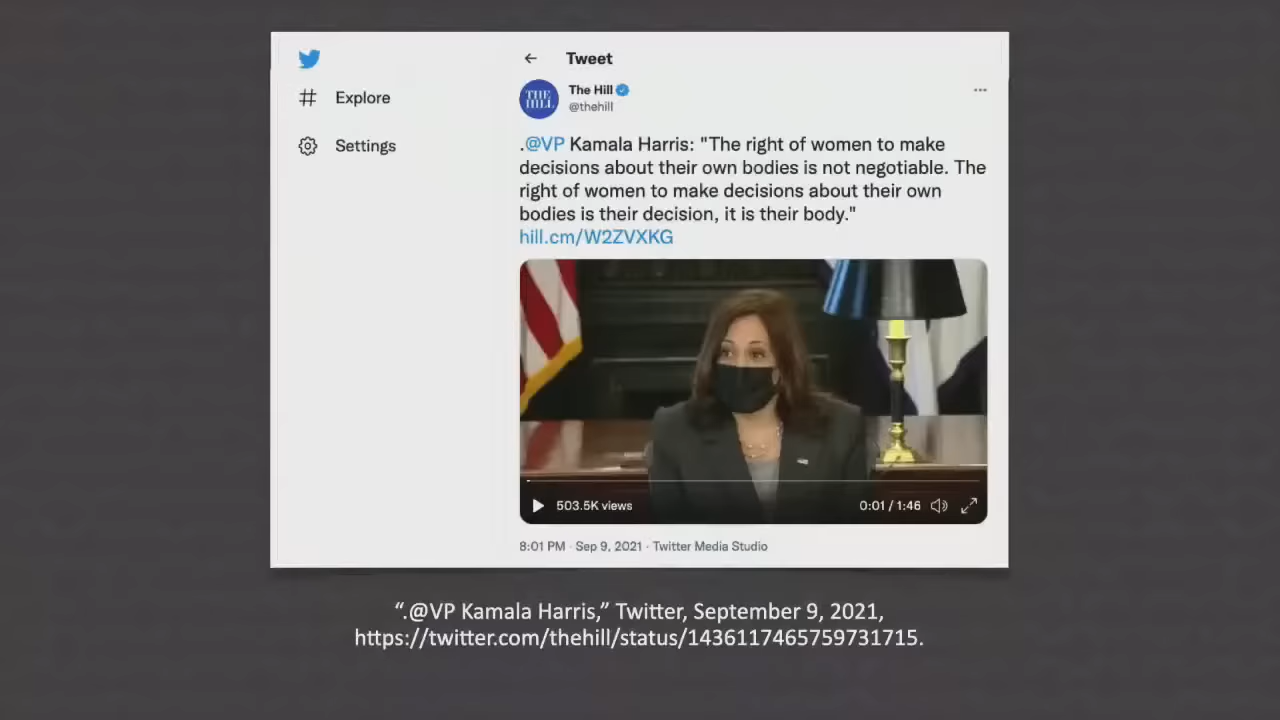 Tweet
Explore
Settings
THE HILL
The Hill
@thehill
.@VP Kamala Harris: "The right of women to make
decisions about their own bodies is not negotiable. The
right of women to make decisions about their own
bodies is their decision, it is their body."
hill.cm/W2ZVXKG
503.5K views
0:01 / 1:46
8:01 PM · Sep 9, 2021 · Twitter Media Studio
“.@VP Kamala Harris,” Twitter, September 9, 2021,
https://twitter.com/thehill/status/1436117465759731715.